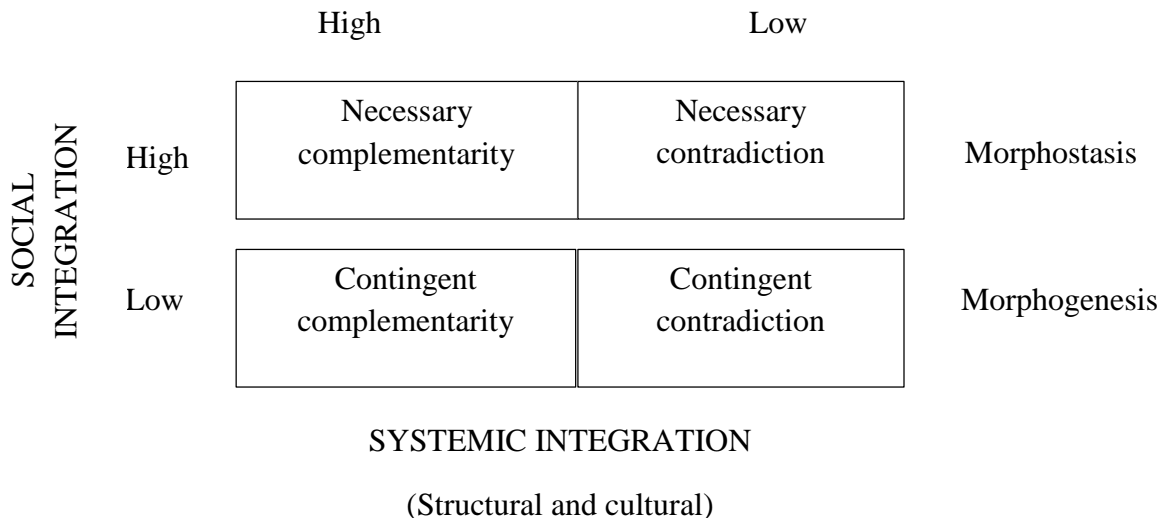 High Low
SOCIAL
INTEGRATION
High
Necessary
complementarity
Necessary
contradiction
Morphostasis
Low
Contingent
complementarity
Contingent
contradiction
Morphogenesis
SYSTEMIC INTEGRATION
(Structural and cultural)